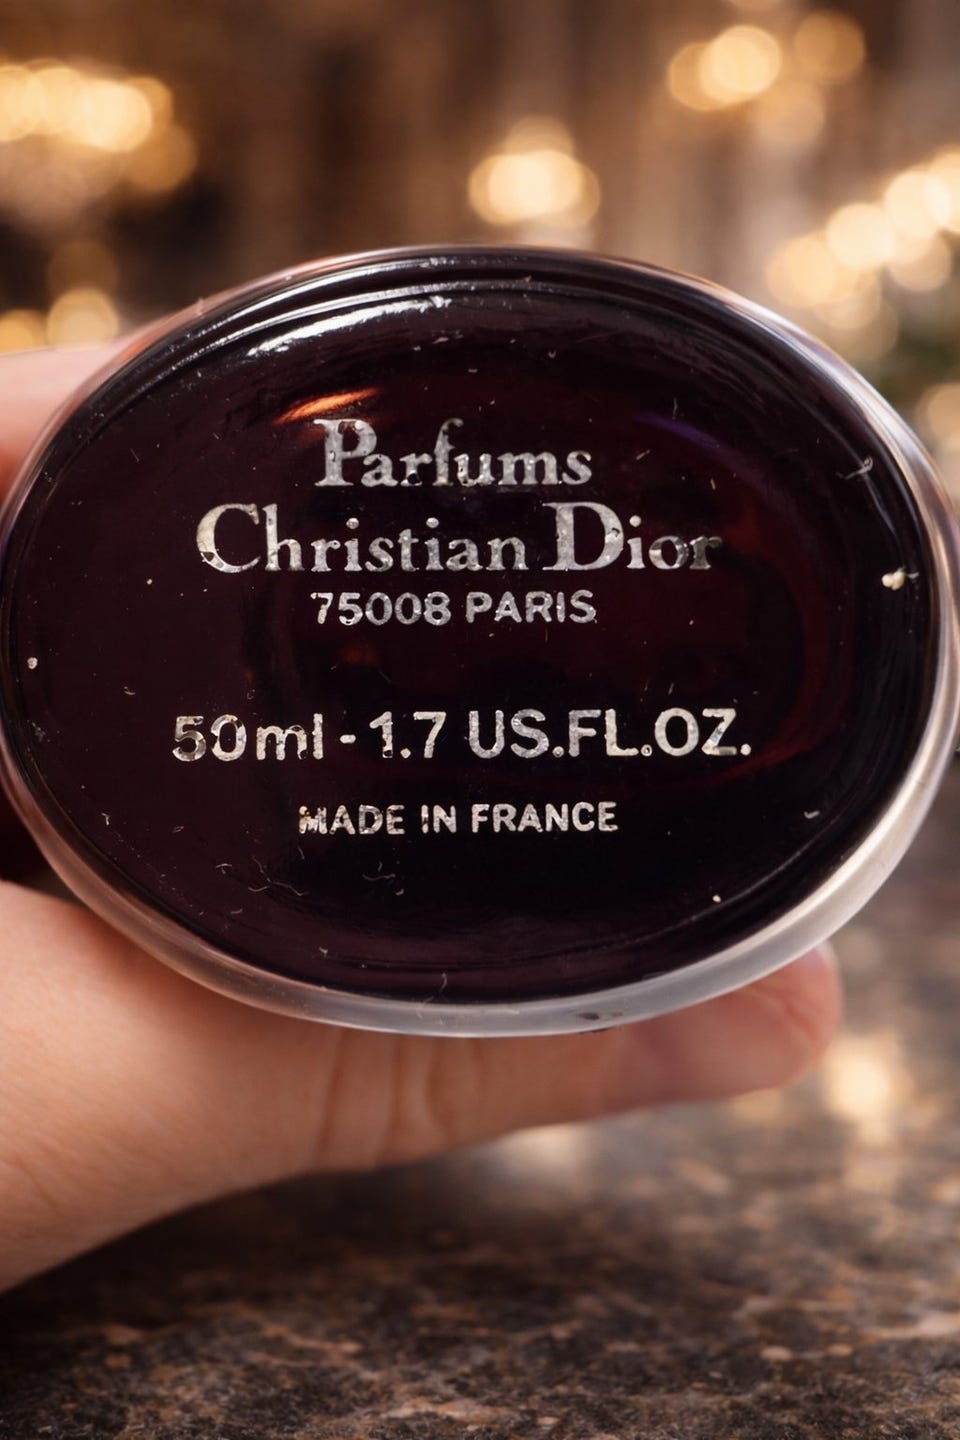 Parfums
Christian Dior
75008 PARIS
50ml - 1.7 US.FL.OZ.
MADE IN FRANCE